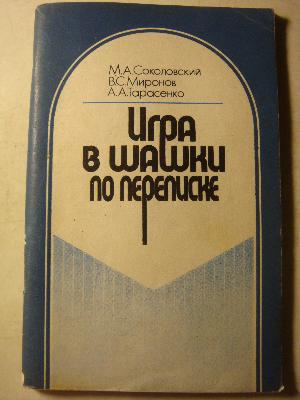 М.А.Соколовский
В.С.Миронов
А.А.Тарасенко
Игра
в шашки
по переписке